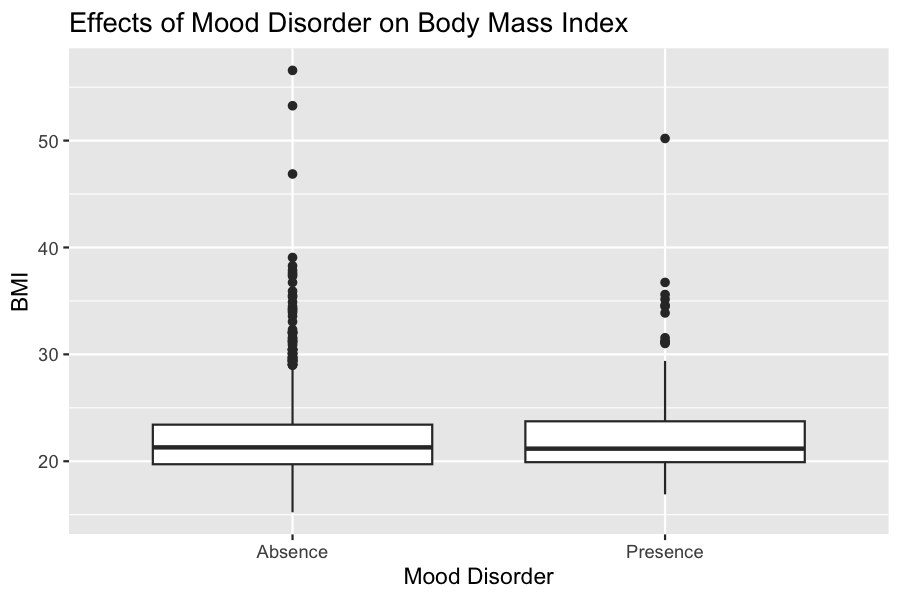 Effects of Mood Disorder on Body Mass Index
50
40
30
20
BMI
Absence
Presence
Mood Disorder